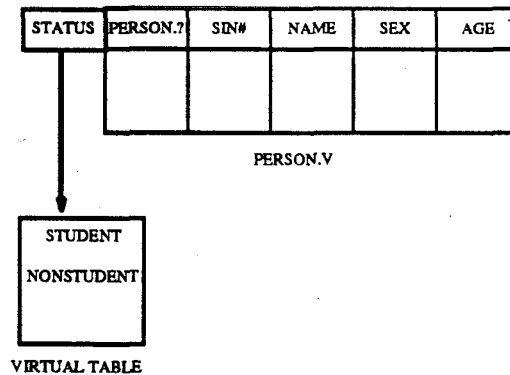 STATUS PERSON.? SIN# NAME SEX AGE
PERSON.V
STUDENT
NONSTUDENT
VIRTUAL TABLE